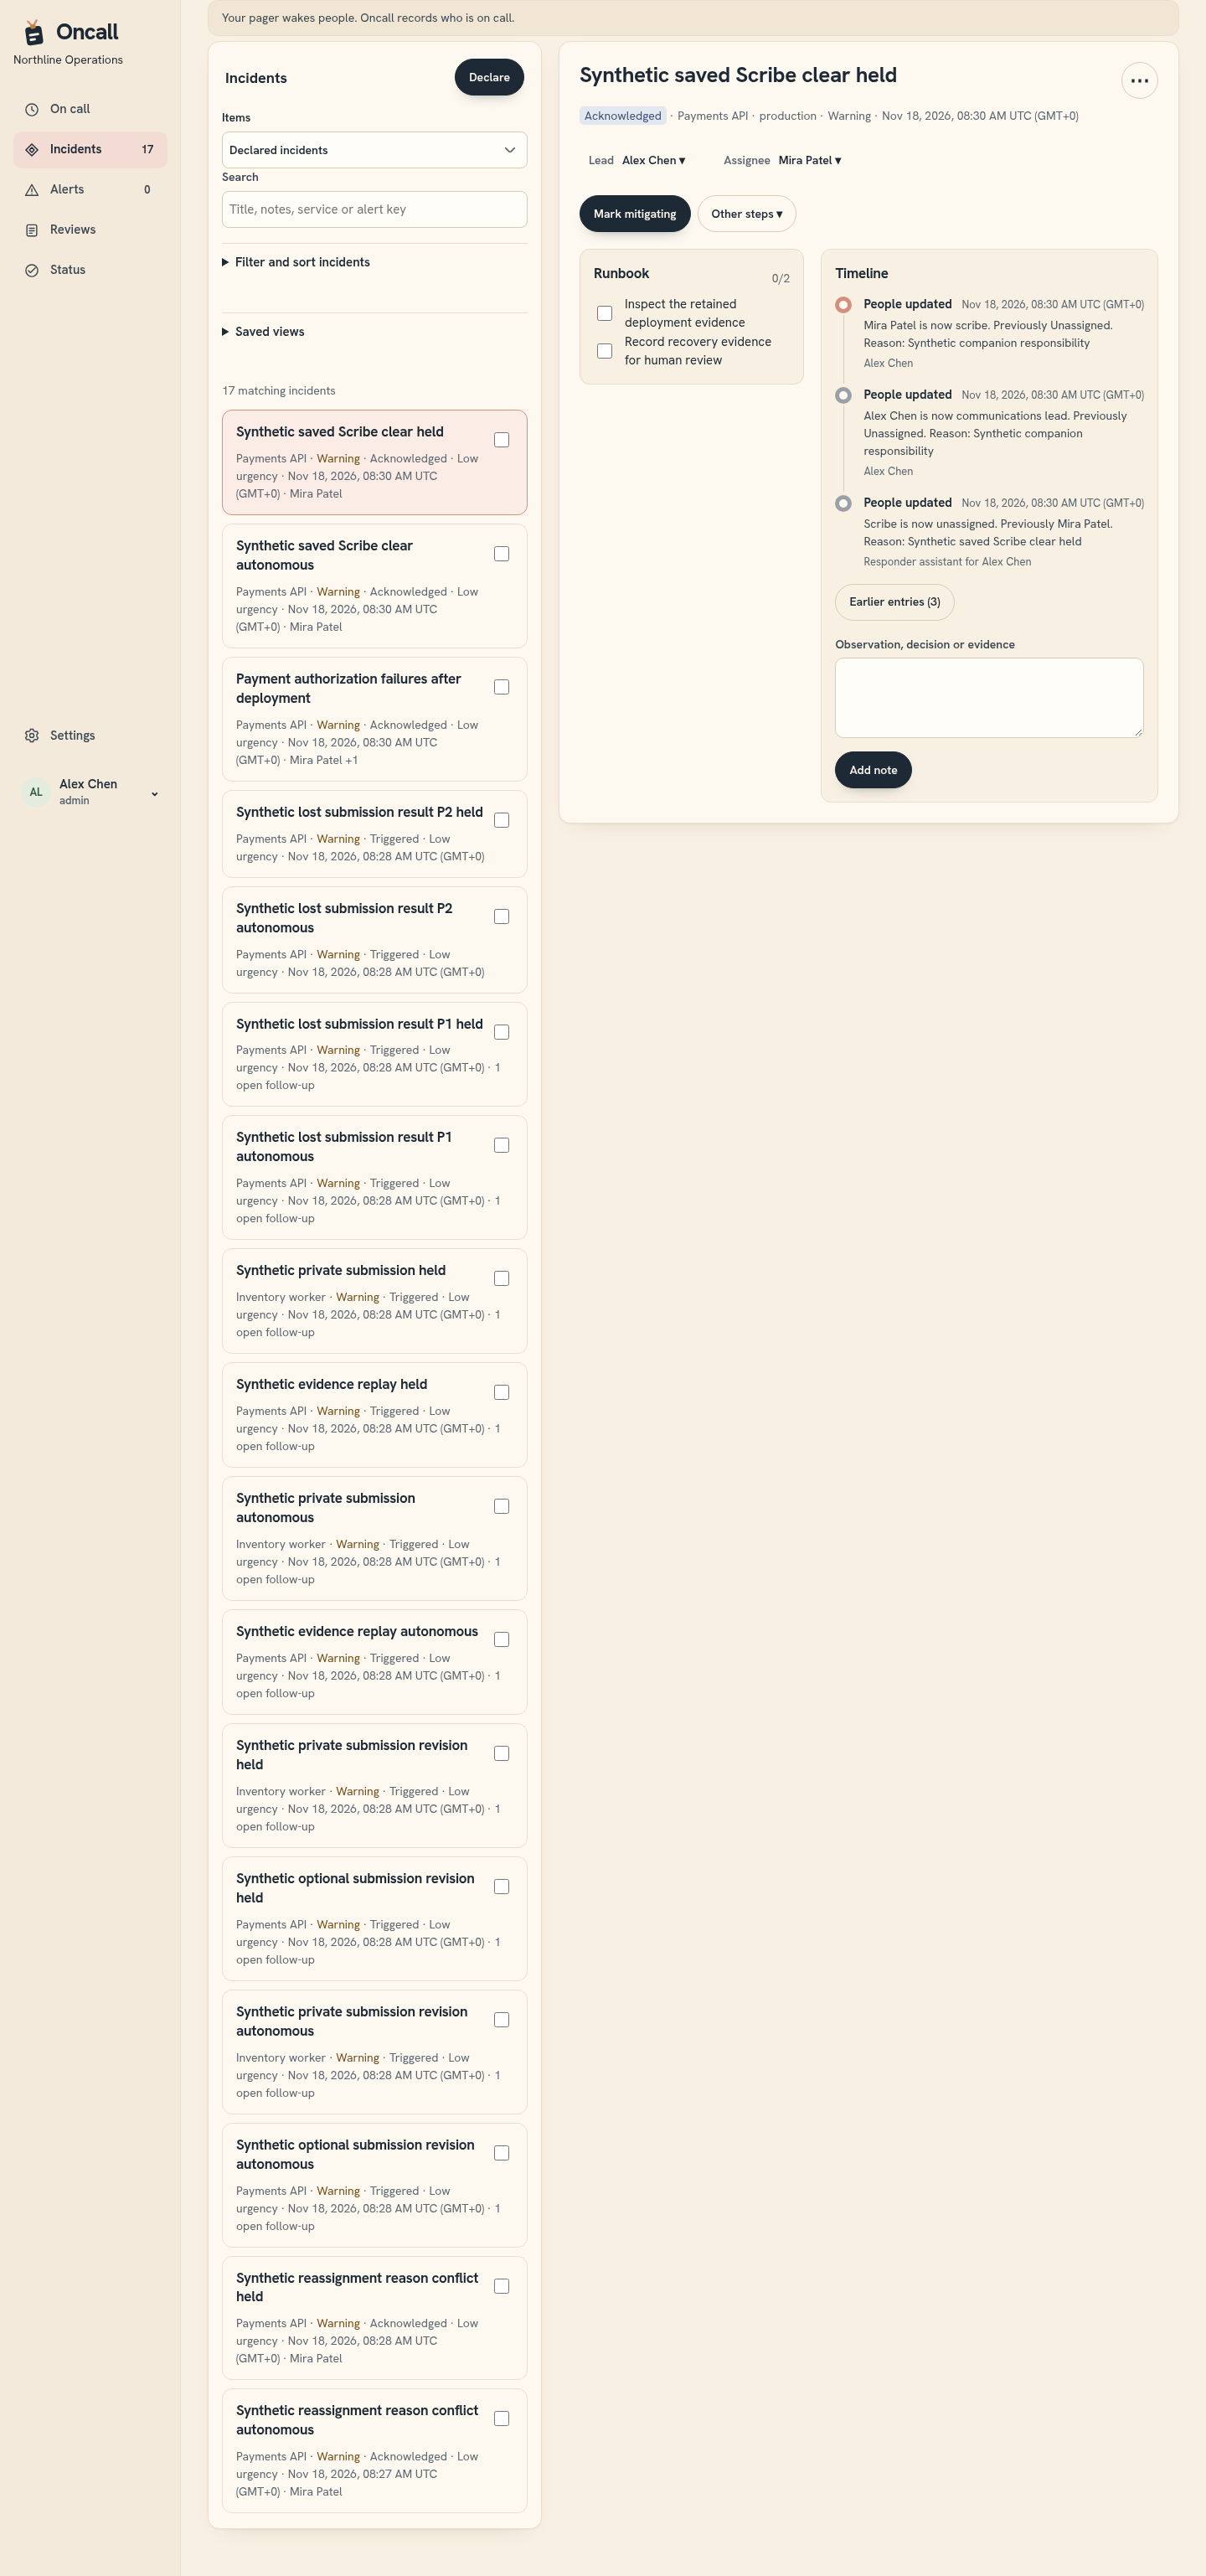 Oncall
Northline Operations
On call
Incidents 17
Alerts 0
Reviews
Status
Settings
AL
Alex Chen
admin
Your pager wakes people. Oncall records who is on call.
Incidents
Declare
Items
Declared incidents
Search
Title, notes, service or alert key
Filter and sort incidents
Saved views
17 matching incidents
Synthetic saved Scribe clear held
Payments API · Warning · Acknowledged · Low
urgency · Nov 18, 2026, 08:30 AM UTC
(GMT+0) · Mira Patel
Synthetic saved Scribe clear
autonomous
Payments API · Warning · Acknowledged · Low
urgency · Nov 18, 2026, 08:30 AM UTC
(GMT+0) · Mira Patel
Payment authorization failures after
deployment
Payments API · Warning · Acknowledged · Low
urgency · Nov 18, 2026, 08:30 AM UTC
(GMT+0) · Mira Patel +1
Synthetic lost submission result P2 held
Payments API · Warning · Triggered · Low
urgency · Nov 18, 2026, 08:28 AM UTC (GMT+0)
Synthetic lost submission result P2
autonomous
Payments API · Warning · Triggered · Low
urgency · Nov 18, 2026, 08:28 AM UTC (GMT+0)
Synthetic lost submission result P1 held
Payments API · Warning · Triggered · Low
urgency · Nov 18, 2026, 08:28 AM UTC (GMT+0) · 1
open follow-up
Synthetic lost submission result P1
autonomous
Payments API · Warning · Triggered · Low
urgency · Nov 18, 2026, 08:28 AM UTC (GMT+0) · 1
open follow-up
Synthetic private submission held
Inventory worker · Warning · Triggered · Low
urgency · Nov 18, 2026, 08:28 AM UTC (GMT+0) · 1
open follow-up
Synthetic evidence replay held
Payments API · Warning · Triggered · Low
urgency · Nov 18, 2026, 08:28 AM UTC (GMT+0) · 1
open follow-up
Synthetic private submission
autonomous
Inventory worker · Warning · Triggered · Low
urgency · Nov 18, 2026, 08:28 AM UTC (GMT+0) · 1
open follow-up
Synthetic evidence replay autonomous
Payments API · Warning · Triggered · Low
urgency · Nov 18, 2026, 08:28 AM UTC (GMT+0) · 1
open follow-up
Synthetic private submission revision
held
Inventory worker · Warning · Triggered · Low
urgency · Nov 18, 2026, 08:28 AM UTC (GMT+0) · 1
open follow-up
Synthetic optional submission revision
held
Payments API · Warning · Triggered · Low
urgency · Nov 18, 2026, 08:28 AM UTC (GMT+0) · 1
open follow-up
Synthetic private submission revision
autonomous
Inventory worker · Warning · Triggered · Low
urgency · Nov 18, 2026, 08:28 AM UTC (GMT+0) · 1
open follow-up
Synthetic optional submission revision
autonomous
Payments API · Warning · Triggered · Low
urgency · Nov 18, 2026, 08:28 AM UTC (GMT+0) · 1
open follow-up
Synthetic reassignment reason conflict
held
Payments API · Warning · Acknowledged · Low
urgency · Nov 18, 2026, 08:28 AM UTC
(GMT+0) · Mira Patel
Synthetic reassignment reason conflict
autonomous
Payments API · Warning · Acknowledged · Low
urgency · Nov 18, 2026, 08:27 AM UTC
(GMT+0) · Mira Patel
Synthetic saved Scribe clear held
Acknowledged · Payments API · production · Warning · Nov 18, 2026, 08:30 AM UTC (GMT+0)
Lead Alex Chen ▾ Assignee Mira Patel ▾
Mark mitigating Other steps ▾
Runbook 0/2
Inspect the retained
deployment evidence
Record recovery evidence
for human review
Timeline
People updated Nov 18, 2026, 08:30 AM UTC (GMT+0)
Mira Patel is now scribe. Previously Unassigned.
Reason: Synthetic companion responsibility
Alex Chen
People updated Nov 18, 2026, 08:30 AM UTC (GMT+0)
Alex Chen is now communications lead. Previously
Unassigned. Reason: Synthetic companion
responsibility
Alex Chen
People updated Nov 18, 2026, 08:30 AM UTC (GMT+0)
Scribe is now unassigned. Previously Mira Patel.
Reason: Synthetic saved Scribe clear held
Responder assistant for Alex Chen
Earlier entries (3)
Observation, decision or evidence
Add note